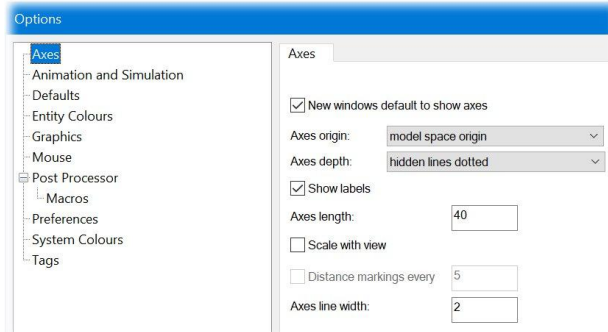 Options
Axes
Animation and Simulation
Defaults
Entity Colours
Graphics
Mouse
Post Processor
Macros
Preferences
System Colours
Tags
Axes
New windows default to show axes
Axes origin: model space origin
Axes depth: hidden lines dotted
Show labels
Axes length: 40
Scale with view
Distance markings every 5
Axes line width: 2